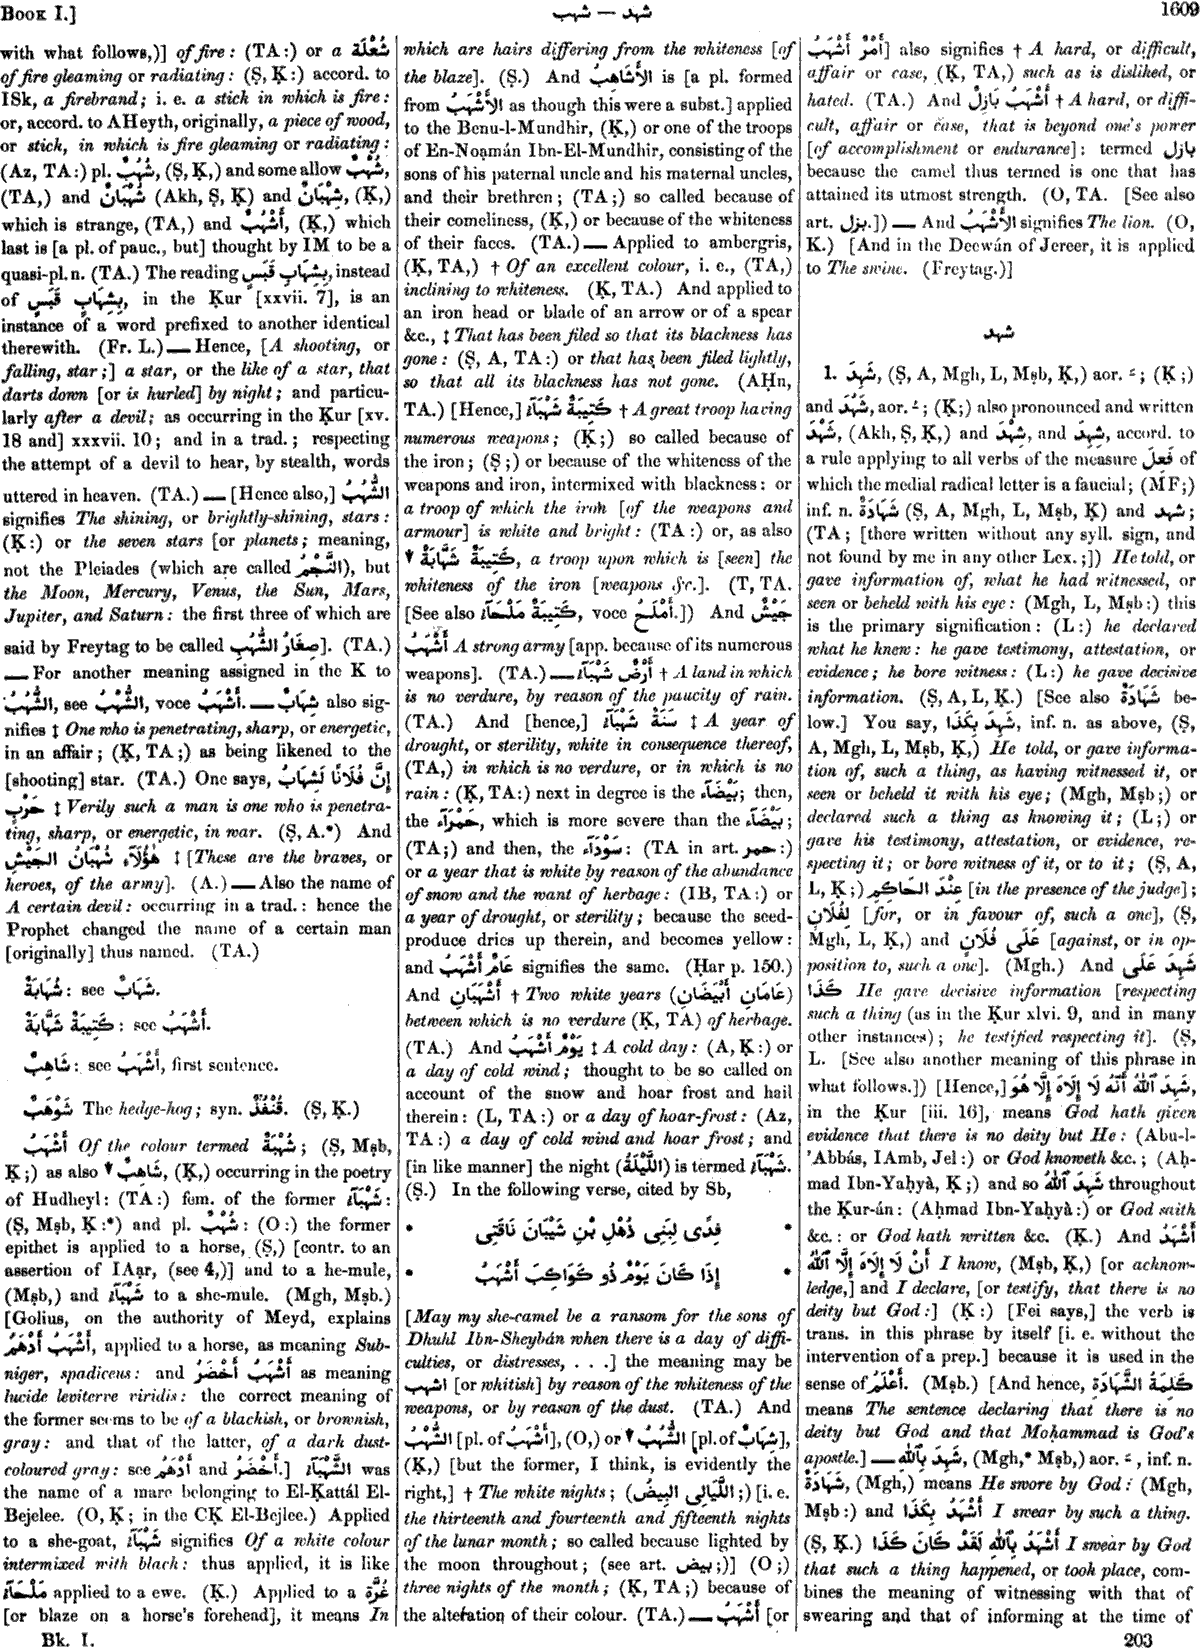 BOOK I.]
شهب — شهد
1609
with what follows,)] of fire: (TA:) or a شُعْلَة
of fire gleaming or radiating: (Ṣ, Ḳ:) accord. to
ISk, a firebrand; i. e. a stick in which is fire:
or, accord. to AHeyth, originally, a piece of wood,
or stick, in which is fire gleaming or radiating:
(Az, TA:) pl. شُهُبٌ, (Ṣ, Ḳ,) and some allow شُهْبٌ,
(TA,) and شُهْبَانٌ (Akh, Ṣ, Ḳ) and شِهْبَانٌ, (Ḳ,)
which is strange, (TA,) and أَشْهُبٌ, (Ḳ,) which
last is [a pl. of pauc., but] thought by IM to be a
quasi-pl. n. (TA.) The reading بِشِهَابِ قَبَسٍ, instead
of بِشِهَابٍ قَبَسٍ, in the Ḳur [xxvii. 7], is an
instance of a word prefixed to another identical
therewith. (Fr. L.) — Hence, [A shooting, or
falling, star;] a star, or the like of a star, that
darts down [or is hurled] by night; and particu-
larly after a devil; as occurring in the Ḳur [xv.
18 and] xxxvii. 10; and in a trad.; respecting
the attempt of a devil to hear, by stealth, words
uttered in heaven. (TA.) — [Hence also,] الشُّهُبُ
signifies The shining, or brightly-shining, stars:
(Ḳ:) or the seven stars [or planets; meaning,
not the Pleiades (which are called النَّجْمُ), but
the Moon, Mercury, Venus, the Sun, Mars,
Jupiter, and Saturn: the first three of which are
said by Freytag to be called صِغَارُ الشُّهُبِ]. (TA.)
— For another meaning assigned in the Ḳ to
الشُّهُبُ, see الشُّهْبُ, voce أَشْهَبُ. — شِهَابٌ also sig-
nifies ‡ One who is penetrating, sharp, or energetic,
in an affair; (Ḳ, TA;) as being likened to the
[shooting] star. (TA.) One says, إِنَّ فُلَانًا لَشِهَابُ
حَرْبٍ ‡ Verily such a man is one who is penetra-
ting, sharp, or energetic, in war. (Ṣ, A.*) And
هٰؤُلَآءِ شُهْبَانُ الجَيْشِ ‡ [These are the braves, or
heroes, of the army]. (A.) — Also the name of
A certain devil: occurring in a trad.: hence the
Prophet changed the name of a certain man
[originally] thus named. (TA.)
شُهَابَةٌ: see شَهَابٌ.
كَتِيبَةٌ شَهَّابَةٌ: see أَشْهَبُ.
شَاهِبٌ: see أَشْهَبُ, first sentence.
شَوْهَبٌ The hedge-hog; syn. قُنْفُذٌ. (Ṣ, Ḳ.)
أَشْهَبُ Of the colour termed شُهْبَةٌ; (Ṣ, Mṣb,
Ḳ;) as also ▼ شَاهِبٌ, (Ḳ,) occurring in the poetry
of Hudheyl: (TA:) fem. of the former شَهْبَآءُ:
(Ṣ, Mṣb, Ḳ:*) and pl. شُهْبٌ: (O:) the former
epithet is applied to a horse, (Ṣ,) [contr. to an
assertion of IAạr, (see 4,)] and to a he-mule,
(Mṣb,) and شَهْبَآءُ to a she-mule. (Mgh, Mṣb.)
[Golius, on the authority of Meyd, explains
أَشْهَبُ أَدْهَمُ, applied to a horse, as meaning Sub-
niger, spadiceus: and أَشْهَبُ أَخْضَرُ as meaning
lucide leviterve viridis: the correct meaning of
the former seems to be of a blackish, or brownish,
gray: and that of the latter, of a dark dust-
coloured gray: see أَدْهَمُ and أَخْضَرُ.] الشَّهْبَآءُ was
the name of a mare belonging to El-Ḳattál El-
Bejelee. (O, Ḳ; in the CḲ El-Bejlee.) Applied
to a she-goat, شَهْبَآءُ signifies Of a white colour
intermixed with black: thus applied, it is like
مَلْحَآءُ applied to a ewe. (Ḳ.) Applied to a غُرَّة
[or blaze on a horse's forehead], it means In
which are hairs differing from the whiteness [of
the blaze]. (Ṣ.) And الأَشَاهِبُ is [a pl. formed
from الأَشْهَبُ as though this were a subst.] applied
to the Benu-l-Mundhir, (Ḳ,) or one of the troops
of En-Noạmán Ibn-El-Mundhir, consisting of the
sons of his paternal uncle and his maternal uncles,
and their brethren; (TA;) so called because of
their comeliness, (Ḳ,) or because of the whiteness
of their faces. (TA.) — Applied to ambergris,
(Ḳ, TA,) † Of an excellent colour, i. e., (TA,)
inclining to whiteness. (Ḳ, TA.) And applied to
an iron head or blade of an arrow or of a spear
&c., ‡ That has been filed so that its blackness has
gone: (Ṣ, A, TA:) or that has been filed lightly,
so that all its blackness has not gone. (AḤn,
TA.) [Hence,] كَتِيبَةٌ شَهْبَآءُ † A great troop having
numerous weapons; (Ḳ;) so called because of
the iron; (Ṣ;) or because of the whiteness of the
weapons and iron, intermixed with blackness: or
a troop of which the iron [of the weapons and
armour] is white and bright: (TA:) or, as also
▼ كَتِيبَةٌ شَهَّابَةٌ, a troop upon which is [seen] the
whiteness of the iron [weapons &c.]. (T, TA.
[See also كَتِيبَةٌ مَلْحَآءُ, voce أَمْلَحُ.]) And جَيْشٌ
أَشْهَبُ A strong army [app. because of its numerous
weapons]. (TA.) — أَرْضٌ شَهْبَآءُ † A land in which
is no verdure, by reason of the paucity of rain.
(TA.) And [hence,] سَنَةٌ شَهْبَآءُ ‡ A year of
drought, or sterility, white in consequence thereof,
(TA,) in which is no verdure, or in which is no
rain: (Ḳ, TA:) next in degree is the بَيْضَآء; then,
the حَمْرَآء, which is more severe than the بَيْضَآء;
(TA;) and then, the سَوْدَآء: (TA in art. حمر:)
or a year that is white by reason of the abundance
of snow and the want of herbage: (IB, TA:) or
a year of drought, or sterility; because the seed-
produce dries up therein, and becomes yellow:
and عَامٌ أَشْهَبُ signifies the same. (Ḥar p. 150.)
And أَشْهَبَانِ † Two white years (عَامَانِ أَبْيَضَانِ)
between which is no verdure (Ḳ, TA) of herbage.
(TA.) And يَوْمٌ أَشْهَبُ ‡ A cold day: (A, Ḳ:) or
a day of cold wind; thought to be so called on
account of the snow and hoar frost and hail
therein: (L, TA:) or a day of hoar-frost: (Az,
TA:) a day of cold wind and hoar frost; and
[in like manner] the night (اللَّيْلَةُ) is termed شَهْبَآءُ.
(Ṣ.) In the following verse, cited by Sb,
* فِدًى لِبَنِى ذُهْلِ بْنِ شَيْبَانَ نَاقَتِى *
* إِذَا كَانَ يَوْمٌ ذُو كَوَاكِبَ أَشْهَبُ *
[May my she-camel be a ransom for the sons of
Dhuhl Ibn-Sheybán when there is a day of diffi-
culties, or distresses, . . .] the meaning may be
اشهب [or whitish] by reason of the whiteness of the
weapons, or by reason of the dust. (TA.) And
الشُّهْبُ [pl. of أَشْهَبُ], (O,) or ▼ الشُّهُبُ [pl. of شِهَابٌ],
(Ḳ,) [but the former, I think, is evidently the
right,] † The white nights; (اللَّيَالِى البِيضُ;) [i. e.
the thirteenth and fourteenth and fifteenth nights
of the lunar month; so called because lighted by
the moon throughout; (see art. بيض;)] (O;)
three nights of the month; (Ḳ, TA;) because of
the alteration of their colour. (TA.) — أَشْهَبُ [or
أَمْرٌ أَشْهَبُ] also signifies † A hard, or difficult,
affair or case, (Ḳ, TA,) such as is disliked, or
hated. (TA.) And أَشْهَبُ بَازِلٌ † A hard, or diffi-
cult, affair or case, that is beyond one's power
[of accomplishment or endurance]: termed بازل
because the camel thus termed is one that has
attained its utmost strength. (O, TA. [See also
art. بزل.]) — And الأَشْهَبُ signifies The lion. (O,
Ḳ.) [And in the Deewán of Jereer, it is applied
to The swine. (Freytag.)]
شهد
1. شَهِدَ, (Ṣ, A, Mgh, L, Mṣb, Ḳ,) aor. ـَ; (Ḳ;)
and شَهُدَ, aor. ـُ; (Ḳ;) also pronounced and written
شَهْدَ, (Akh, Ṣ, Ḳ,) and شِهْدَ, and شِهِدَ, accord. to
a rule applying to all verbs of the measure فَعِلَ of
which the medial radical letter is a faucial; (MF;)
inf. n. شَهَادَةٌ (Ṣ, A, Mgh, L, Mṣb, Ḳ) and شهد;
(TA; [there written without any syll. sign, and
not found by me in any other Lex.;]) He told, or
gave information of, what he had witnessed, or
seen or beheld with his eye: (Mgh, L, Mṣb:) this
is the primary signification: (L:) he declared
what he knew: he gave testimony, attestation, or
evidence; he bore witness: (L:) he gave decisive
information. (Ṣ, A, L, Ḳ.) [See also شَهَادَةٌ be-
low.] You say, شَهِدَ بِكَذَا, inf. n. as above, (Ṣ,
A, Mgh, L, Mṣb, Ḳ,) He told, or gave informa-
tion of, such a thing, as having witnessed it, or
seen or beheld it with his eye; (Mgh, Mṣb;) or
declared such a thing as knowing it; (L;) or
gave his testimony, attestation, or evidence, re-
specting it; or bore witness of it, or to it; (Ṣ, A,
L, Ḳ;) عِنْدَ الحَاكِمِ [in the presence of the judge];
لِفُلَانٍ [for, or in favour of, such a one], (Ṣ,
Mgh, L, Ḳ,) and عَلَى فُلَانٍ [against, or in op-
position to, such a one]. (Mgh.) And شَهِدَ عَلَى
كَذَا He gave decisive information [respecting
such a thing (as in the Ḳur xlvi. 9, and in many
other instances); he testified respecting it]. (Ṣ,
L. [See also another meaning of this phrase in
what follows.]) [Hence,] شَهِدَ ٱللّٰهُ أَنَّهُ لَا إِلَاهَ إِلَّا هُوَ,
in the Ḳur [iii. 16], means God hath given
evidence that there is no deity but He: (Abu-l-
'Abbás, IAmb, Jel:) or God knoweth &c.; (Aḥ-
mad Ibn-Yaḥyà, Ḳ;) and so شَهِدَ ٱللّٰهُ throughout
the Ḳur-án: (Aḥmad Ibn-Yaḥyà:) or God saith
&c.: or God hath written &c. (Ḳ.) And أَشْهَدُ
أَنْ لَا إِلَاهَ إِلَّا ٱللّٰهُ I know, (Mṣb, Ḳ,) [or acknow-
ledge,] and I declare, [or testify, that there is no
deity but God:] (Ḳ:) [Fei says,] the verb is
trans. in this phrase by itself [i. e. without the
intervention of a prep.] because it is used in the
sense of أَعْلَمُ. (Mṣb.) [And hence, كَلِمَةُ الشَّهَادَةِ
means The sentence declaring that there is no
deity but God and that Moḥammad is God's
apostle.] — شَهِدَ بِٱللّٰهِ, (Mgh,* Mṣb,) aor. ـَ, inf. n.
شَهَادَةٌ, (Mgh,) means He swore by God: (Mgh,
Mṣb:) and أَشْهَدُ بِكَذَا I swear by such a thing.
(Ṣ, Ḳ.) أَشْهَدُ بِٱللّٰهِ لَقَدْ كَانَ كَذَا I swear by God
that such a thing happened, or took place, com-
bines the meaning of witnessing with that of
swearing and that of informing at the time of
Bk. I.
203